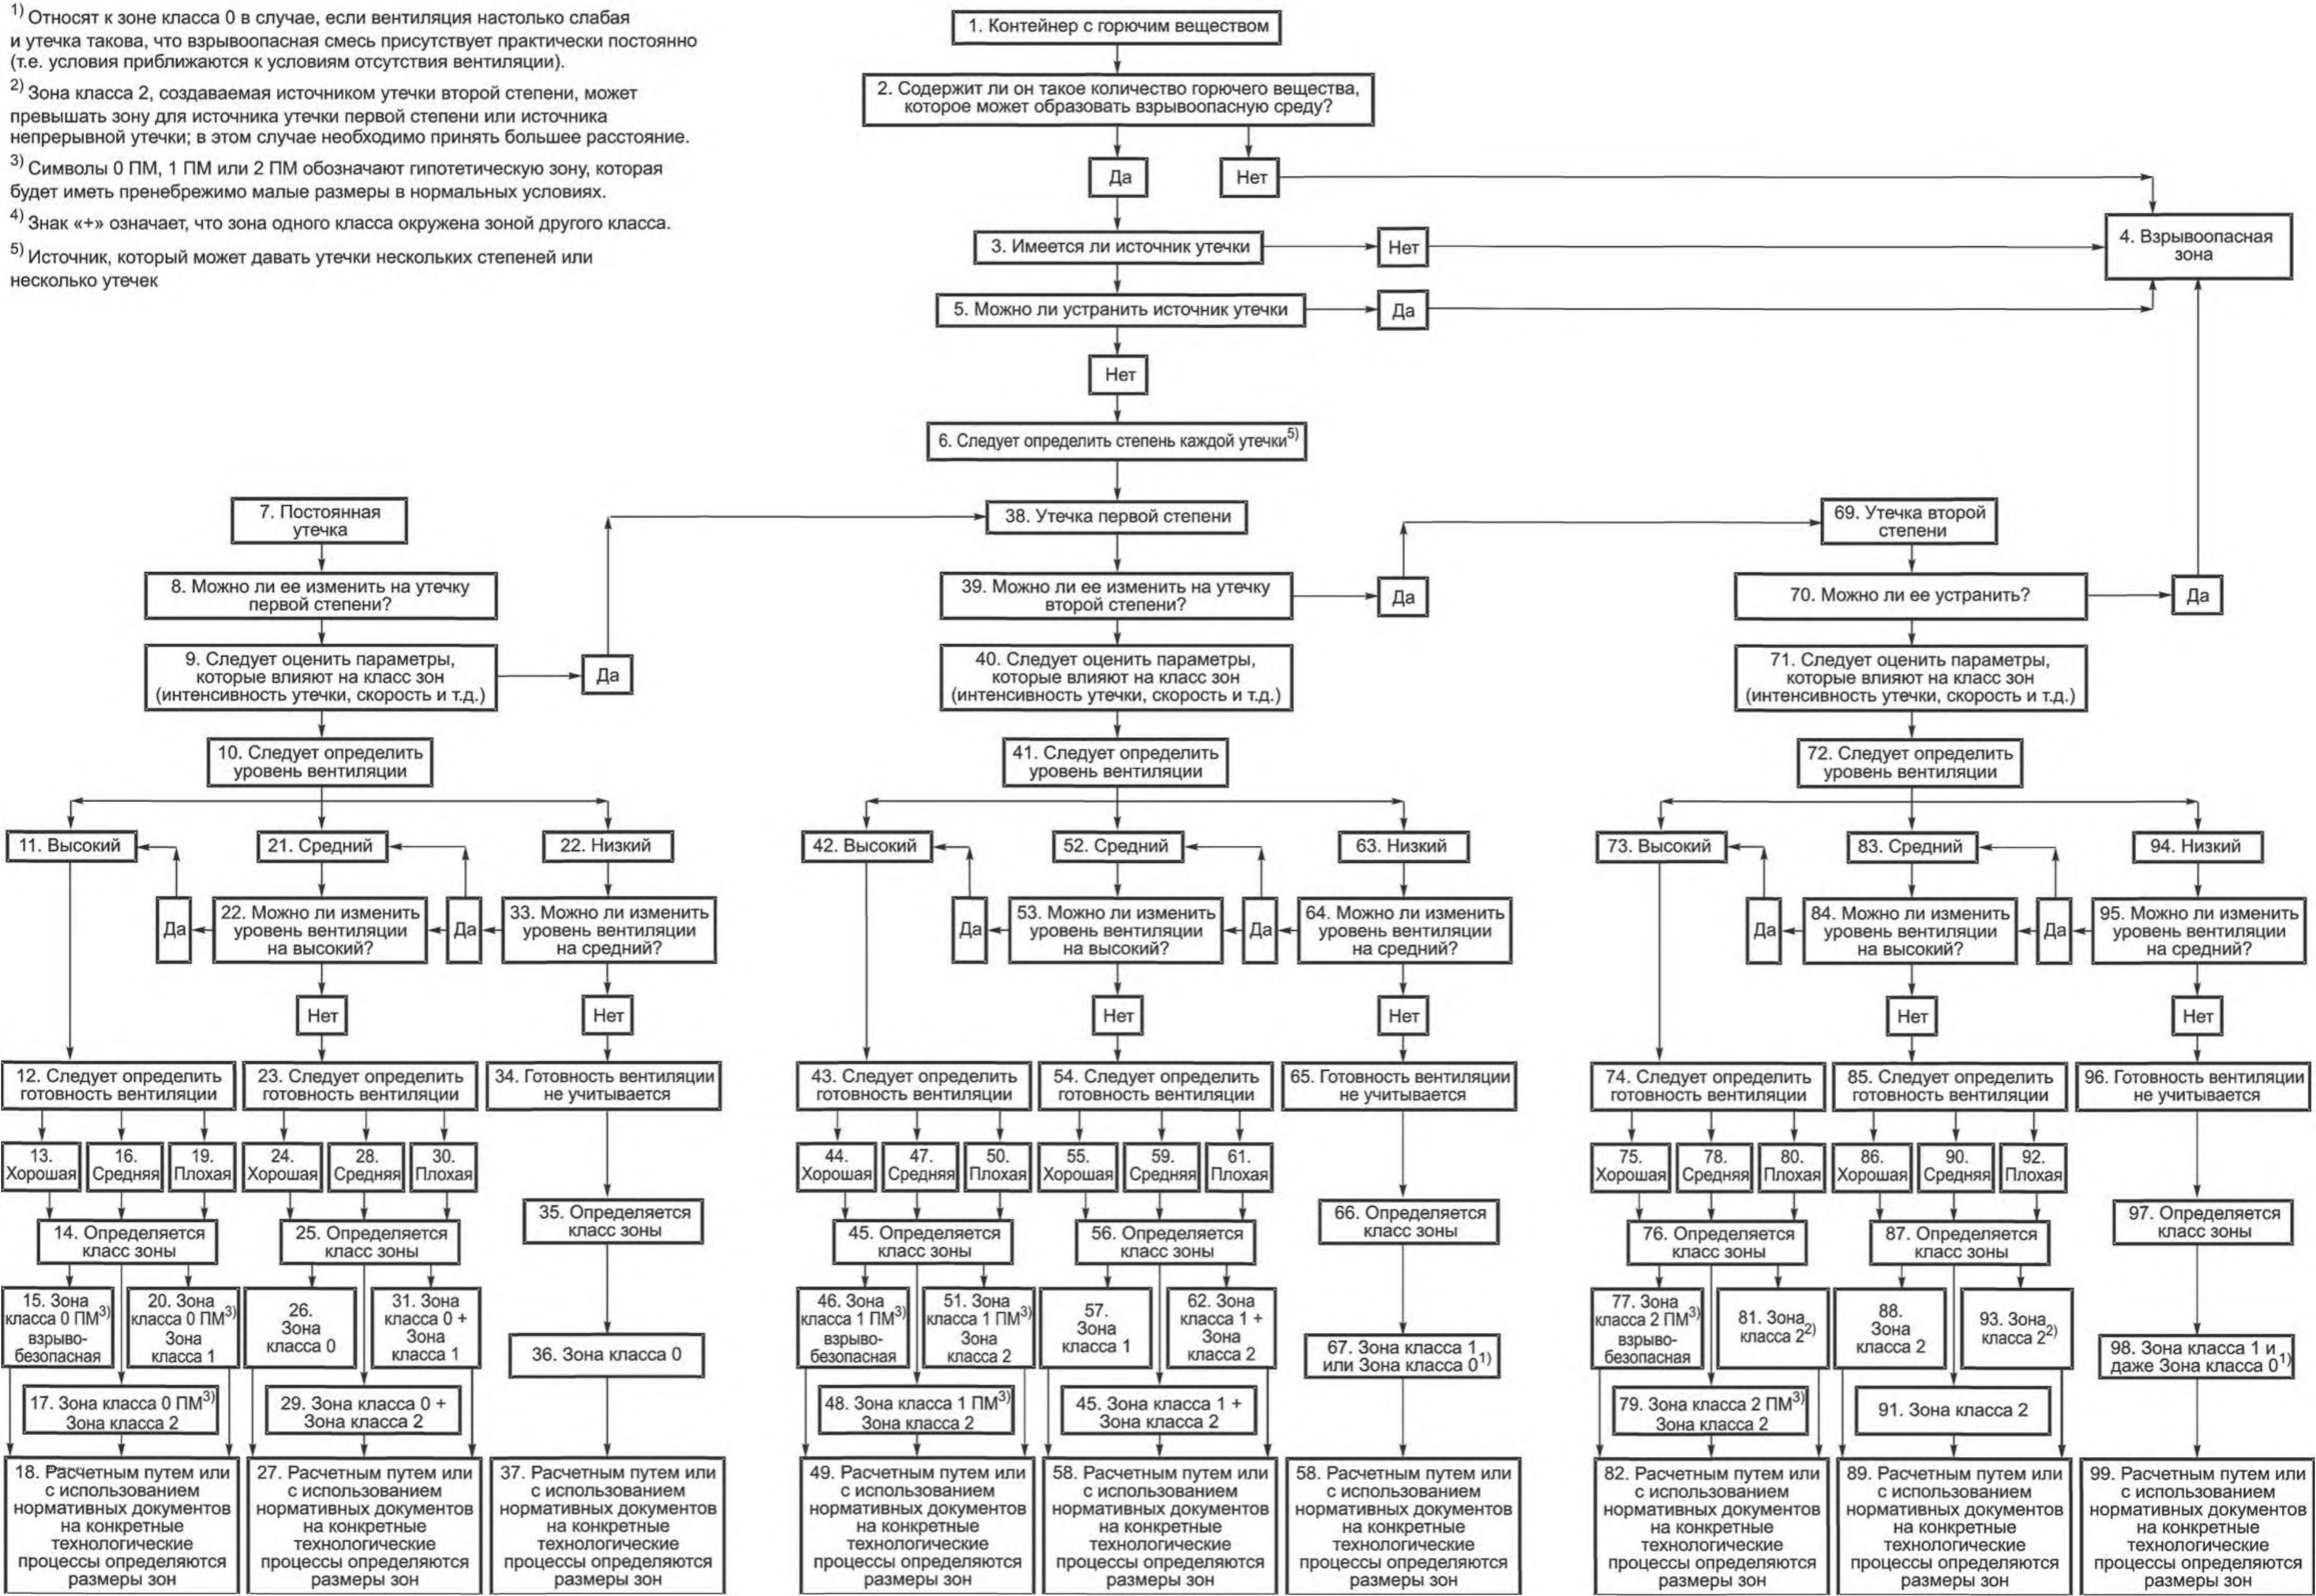 1) Относят к зоне класса 0 в случае, если вентиляция настолько слабая
и утечка такова, что взрывоопасная смесь присутствует практически постоянно
(т.е. условия приближаются к условиям отсутствия вентиляции).
2) Зона класса 2, создаваемая источником утечки второй степени, может
превышать зону для источника утечки первой степени или источника
непрерывной утечки; в этом случае необходимо принять большее расстояние.
3) Символы 0 ПМ, 1 ПМ или 2 ПМ обозначают гипотетическую зону, которая
будет иметь пренебрежимо малые размеры в нормальных условиях.
4) Знак «+» означает, что зона одного класса окружена зоной другого класса.
5) Источник, который может давать утечки нескольких степеней или
несколько утечек
1. Контейнер с горючим веществом
2. Содержит ли он такое количество горючего вещества,
которое может образовать взрывоопасную среду?
Да
Нет
3. Имеется ли источник утечки
Нет
4. Взрывоопасная
зона
5. Можно ли устранить источник утечки
Да
Нет
6. Следует определить степень каждой утечки5)
7. Постоянная
утечка
8. Можно ли ее изменить на утечку
первой степени?
9. Следует оценить параметры,
которые влияют на класс зон
(интенсивность утечки, скорость и т.д.)
Да
10. Следует определить
уровень вентиляции
11. Высокий
21. Средний
22. Низкий
Да
22. Можно ли изменить
уровень вентиляции
на высокий?
Да
33. Можно ли изменить
уровень вентиляции
на средний?
Нет
Нет
12. Следует определить
готовность вентиляции
23. Следует определить
готовность вентиляции
34. Готовность вентиляции
не учитывается
13.
Хорошая
16.
Средняя
19.
Плохая
24.
Хорошая
28.
Средняя
30.
Плохая
14. Определяется
класс зоны
25. Определяется
класс зоны
35. Определяется
класс зоны
15. Зона
класса 0 ПМ3)
взрыво-
безопасная
20. Зона
класса 0 ПМ3)
Зона
класса 1
26.
Зона
класса 0
31. Зона
класса 0 +
Зона
класса 1
36. Зона класса 0
17. Зона класса 0 ПМ3)
Зона класса 2
29. Зона класса 0 +
Зона класса 2
18. Расчетным путем или
с использованием
нормативных документов
на конкретные
технологические
процессы определяются
размеры зон
27. Расчетным путем или
с использованием
нормативных документов
на конкретные
технологические
процессы определяются
размеры зон
37. Расчетным путем или
с использованием
нормативных документов
на конкретные
технологические
процессы определяются
размеры зон
38. Утечка первой степени
39. Можно ли ее изменить на утечку
второй степени?
Да
40. Следует оценить параметры,
которые влияют на класс зон
(интенсивность утечки, скорость и т.д.)
41. Следует определить
уровень вентиляции
42. Высокий
52. Средний
63. Низкий
Да
53. Можно ли изменить
уровень вентиляции
на высокий?
Да
64. Можно ли изменить
уровень вентиляции
на средний?
Нет
Нет
43. Следует определить
готовность вентиляции
54. Следует определить
готовность вентиляции
65. Готовность вентиляции
не учитывается
44.
Хорошая
47.
Средняя
50.
Плохая
55.
Хорошая
59.
Средняя
61.
Плохая
45. Определяется
класс зоны
56. Определяется
класс зоны
66. Определяется
класс зоны
46. Зона
класса 1 ПМ3)
взрыво-
безопасная
51. Зона
класса 1 ПМ3)
Зона
класса 2
57.
Зона
класса 1
62. Зона
класса 1 +
Зона
класса 2
67. Зона класса 1
или Зона класса 01)
48. Зона класса 1 ПМ3)
Зона класса 2
45. Зона класса 1 +
Зона класса 2
49. Расчетным путем или
с использованием
нормативных документов
на конкретные
технологические
процессы определяются
размеры зон
58. Расчетным путем или
с использованием
нормативных документов
на конкретные
технологические
процессы определяются
размеры зон
58. Расчетным путем или
с использованием
нормативных документов
на конкретные
технологические
процессы определяются
размеры зон
69. Утечка второй
степени
70. Можно ли ее устранить?
Да
71. Следует оценить параметры,
которые влияют на класс зон
(интенсивность утечки, скорость и т.д.)
72. Следует определить
уровень вентиляции
73. Высокий
83. Средний
94. Низкий
Да
84. Можно ли изменить
уровень вентиляции
на высокий?
Да
95. Можно ли изменить
уровень вентиляции
на средний?
Нет
Нет
74. Следует определить
готовность вентиляции
85. Следует определить
готовность вентиляции
96. Готовность вентиляции
не учитывается
75.
Хорошая
78.
Средняя
80.
Плохая
86.
Хорошая
90.
Средняя
92.
Плохая
76. Определяется
класс зоны
87. Определяется
класс зоны
97. Определяется
класс зоны
77. Зона
класса 2 ПМ3)
взрыво-
безопасная
81. Зона
класса 22)
88.
Зона
класса 2
93. Зона
класса 22)
98. Зона класса 1 и
даже Зона класса 01)
79. Зона класса 2 ПМ3)
Зона класса 2
91. Зона класса 2
82. Расчетным путем или
с использованием
нормативных документов
на конкретные
технологические
процессы определяются
размеры зон
89. Расчетным путем или
с использованием
нормативных документов
на конкретные
технологические
процессы определяются
размеры зон
99. Расчетным путем или
с использованием
нормативных документов
на конкретные
технологические
процессы определяются
размеры зон